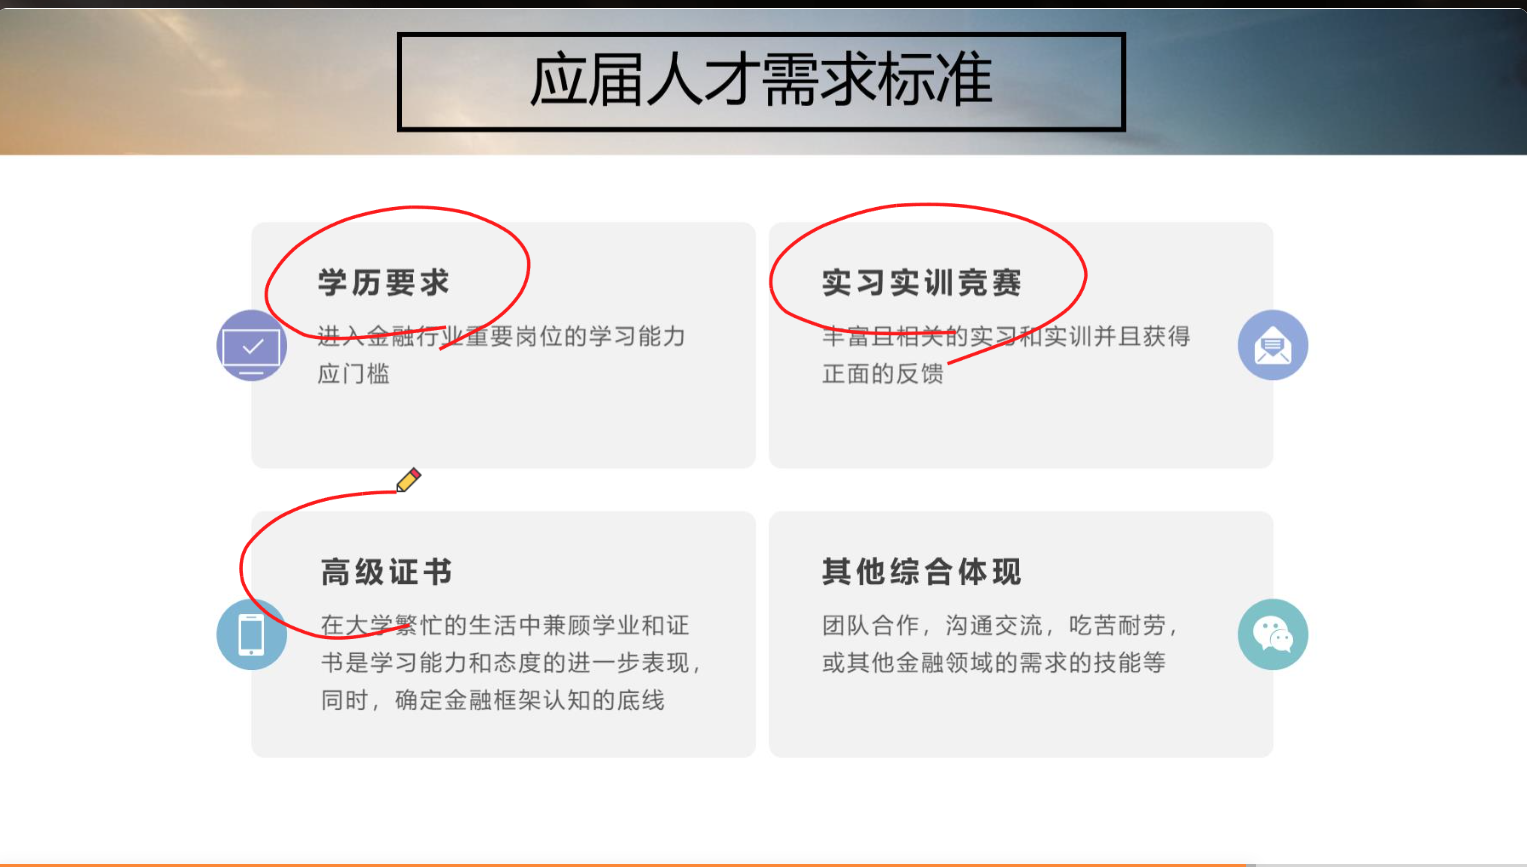 应届人才需求标准
学历要求
进入金融行业重要岗位的学习能力
应门槛
实习实训竞赛
丰富且相关的实习和实训并且获得
正面的反馈
高级证书
在大学繁忙的生活中兼顾学业和证
书是学习能力和态度的进一步表现，
同时，确定金融框架认知的底线
其他综合体现
团队合作，沟通交流，吃苦耐劳，
或其他金融领域的需求的技能等